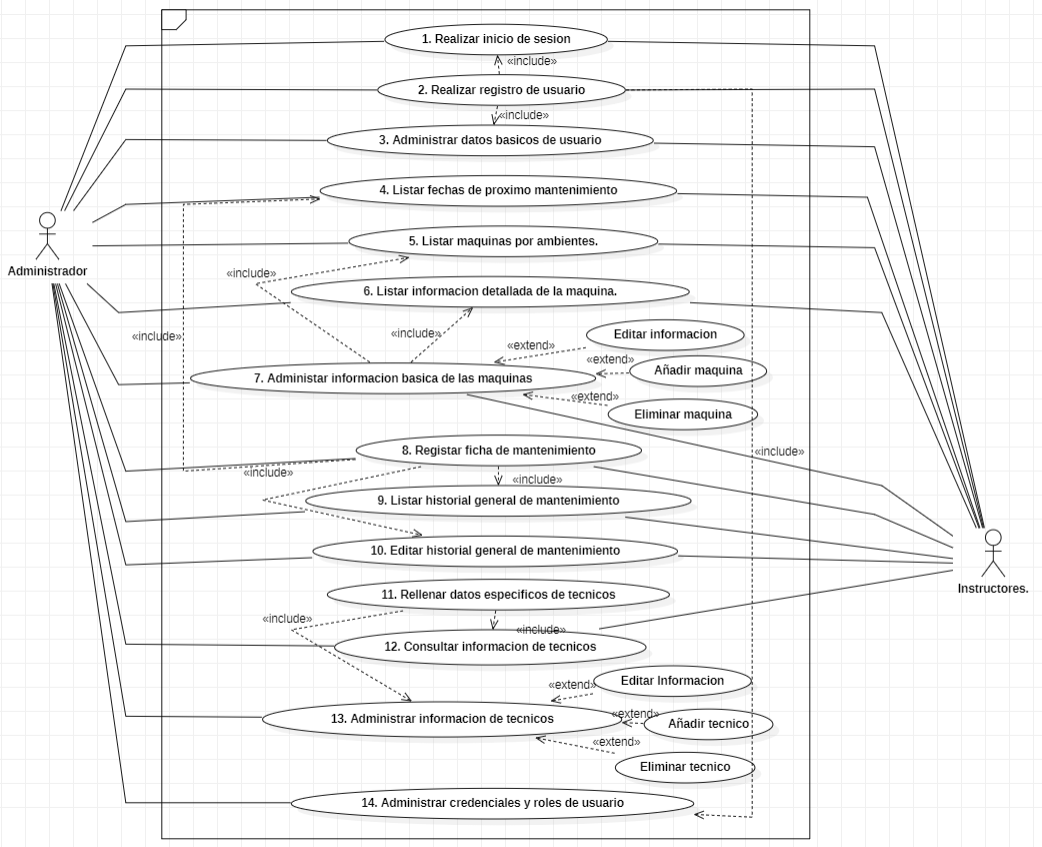 1. Realizar inicio de sesion
«include»
2. Realizar registro de usuario
«include»
3. Administrar datos basicos de usuario
4. Listar fechas de proximo mantenimiento
5. Listar maquinas por ambientes.
Administrador
«include»
6. Listar informacion detallada de la maquina.
«include»
«include»
Editar informacion
«extend»
«extend»
Añadir maquina
7. Administar informacion basica de las maquinas
«extend»
Eliminar maquina
8. Registar ficha de mantenimiento
«include»
«include»
«include»
9. Listar historial general de mantenimiento
10. Editar historial general de mantenimiento
Instructores.
11. Rellenar datos especificos de tecnicos
«include»
«include»
12. Consultar informacion de tecnicos
Editar Informacion
«extend»
«extend»
13. Administrar informacion de tecnicos
Añadir tecnico
«extend»
Eliminar tecnico
14. Administrar credenciales y roles de usuario